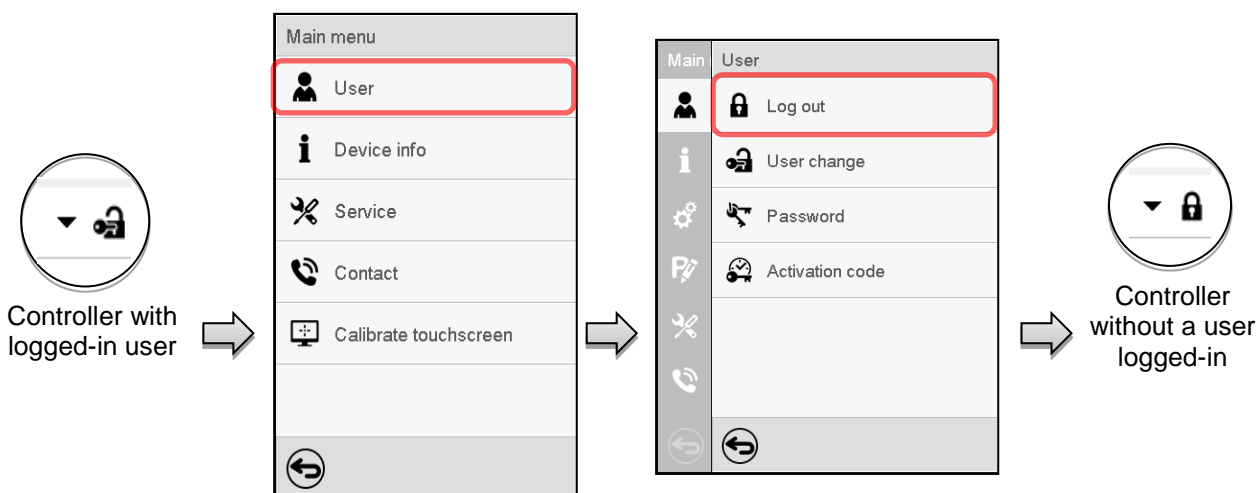 Controller with
logged-in user
Main menu
User
Device info
Service
Contact
Calibrate touchscreen
Main
User
Log out
User change
Password
Activation code
Controller
without a user
logged-in